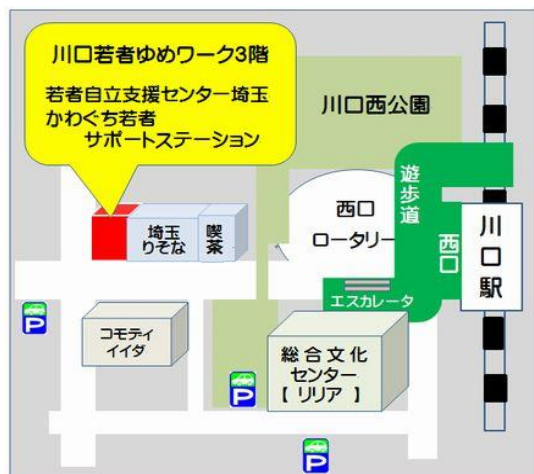 川口若者ゆめワーク3階
若者自立支援センター埼玉
かわぐち若者
サポートステーション
川口西公園
遊歩道
西口
ロータリー
西口
川口駅
埼玉
りそな
喫茶
エスカレータ
コモディ
イイダ
総合文化
センター
【 リリア 】
P
P
P